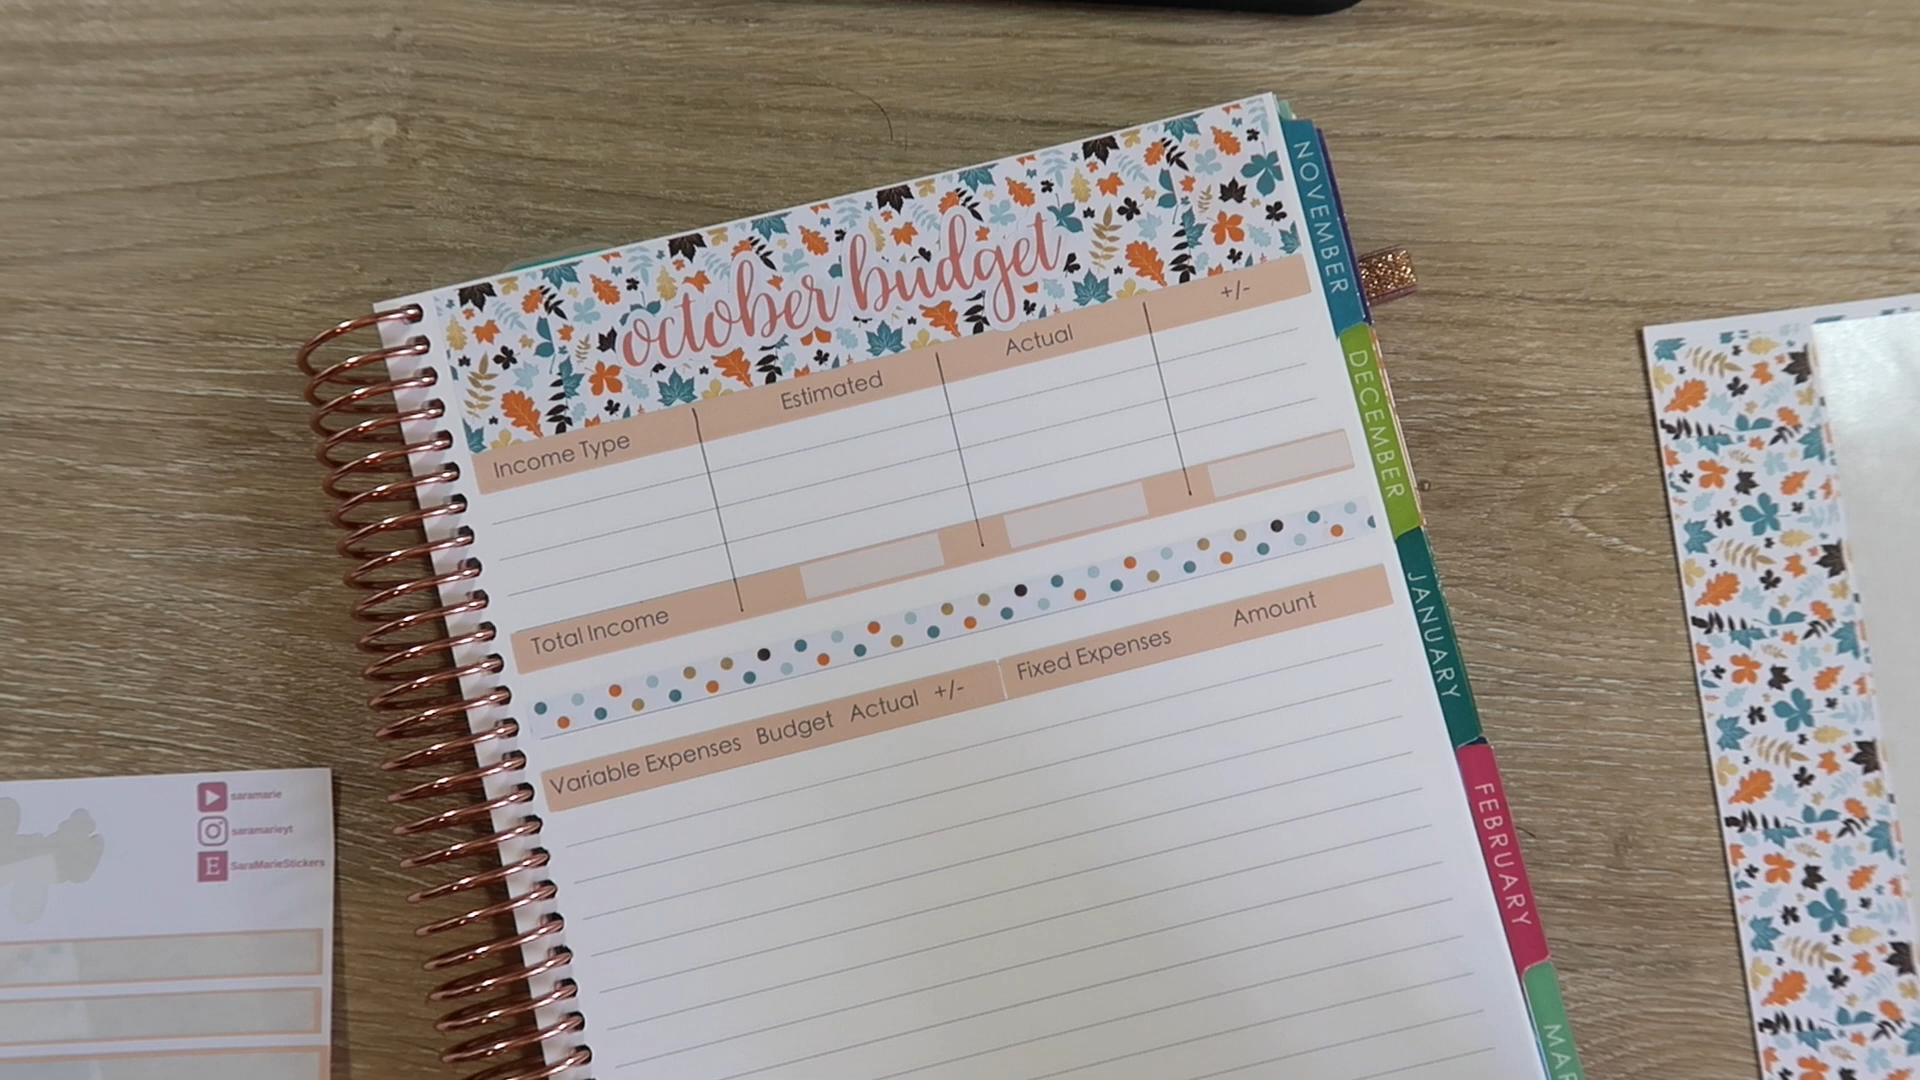 october budget
Income Type Estimated Actual +/-
Total Income
Variable Expenses Budget Actual +/- Fixed Expenses Amount
NOVEMBER
DECEMBER
JANUARY
FEBRUARY
MAR
saramarie
saramarieyt
E SaraMarieStickers